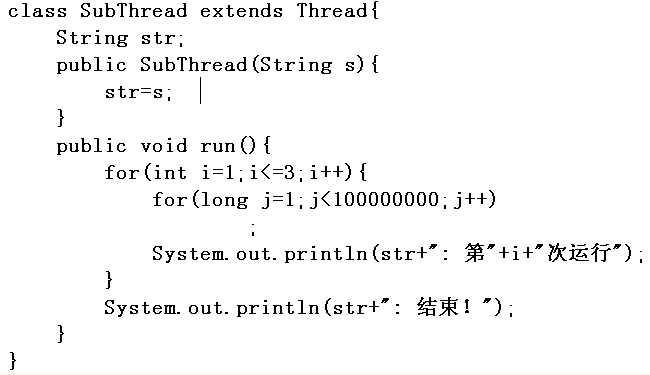 class SubThread extends Thread{
    String str;
    public SubThread(String s){
        str=s;
    }
    public void run(){
        for(int i=1;i<=3;i++){
            for(long j=1;j<100000000;j++)
                    ;
            System.out.println(str+": 第"+i+"次运行");
        }
        System.out.println(str+": 结束! ");
    }
}